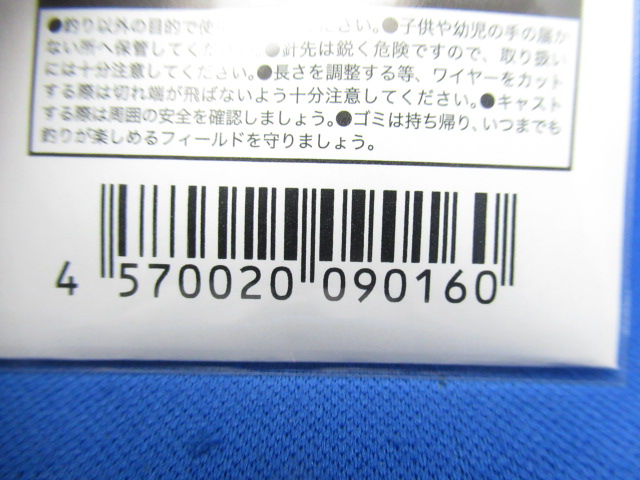 ●釣り以外の目的で使 ださい。●子供や幼児の手の届か
ない所へ保管してくだ ●針先は鋭く危険ですので、取り扱い
には十分注意してください。●長さを調整する等、ワイヤーをカット
する際は切れ端が飛ばないよう十分注意してください。●キャスト
する際は周囲の安全を確認しましょう。●ゴミは持ち帰り、いつまでも
釣りが楽しめるフィールドを守りましょう。
4 570020 090160